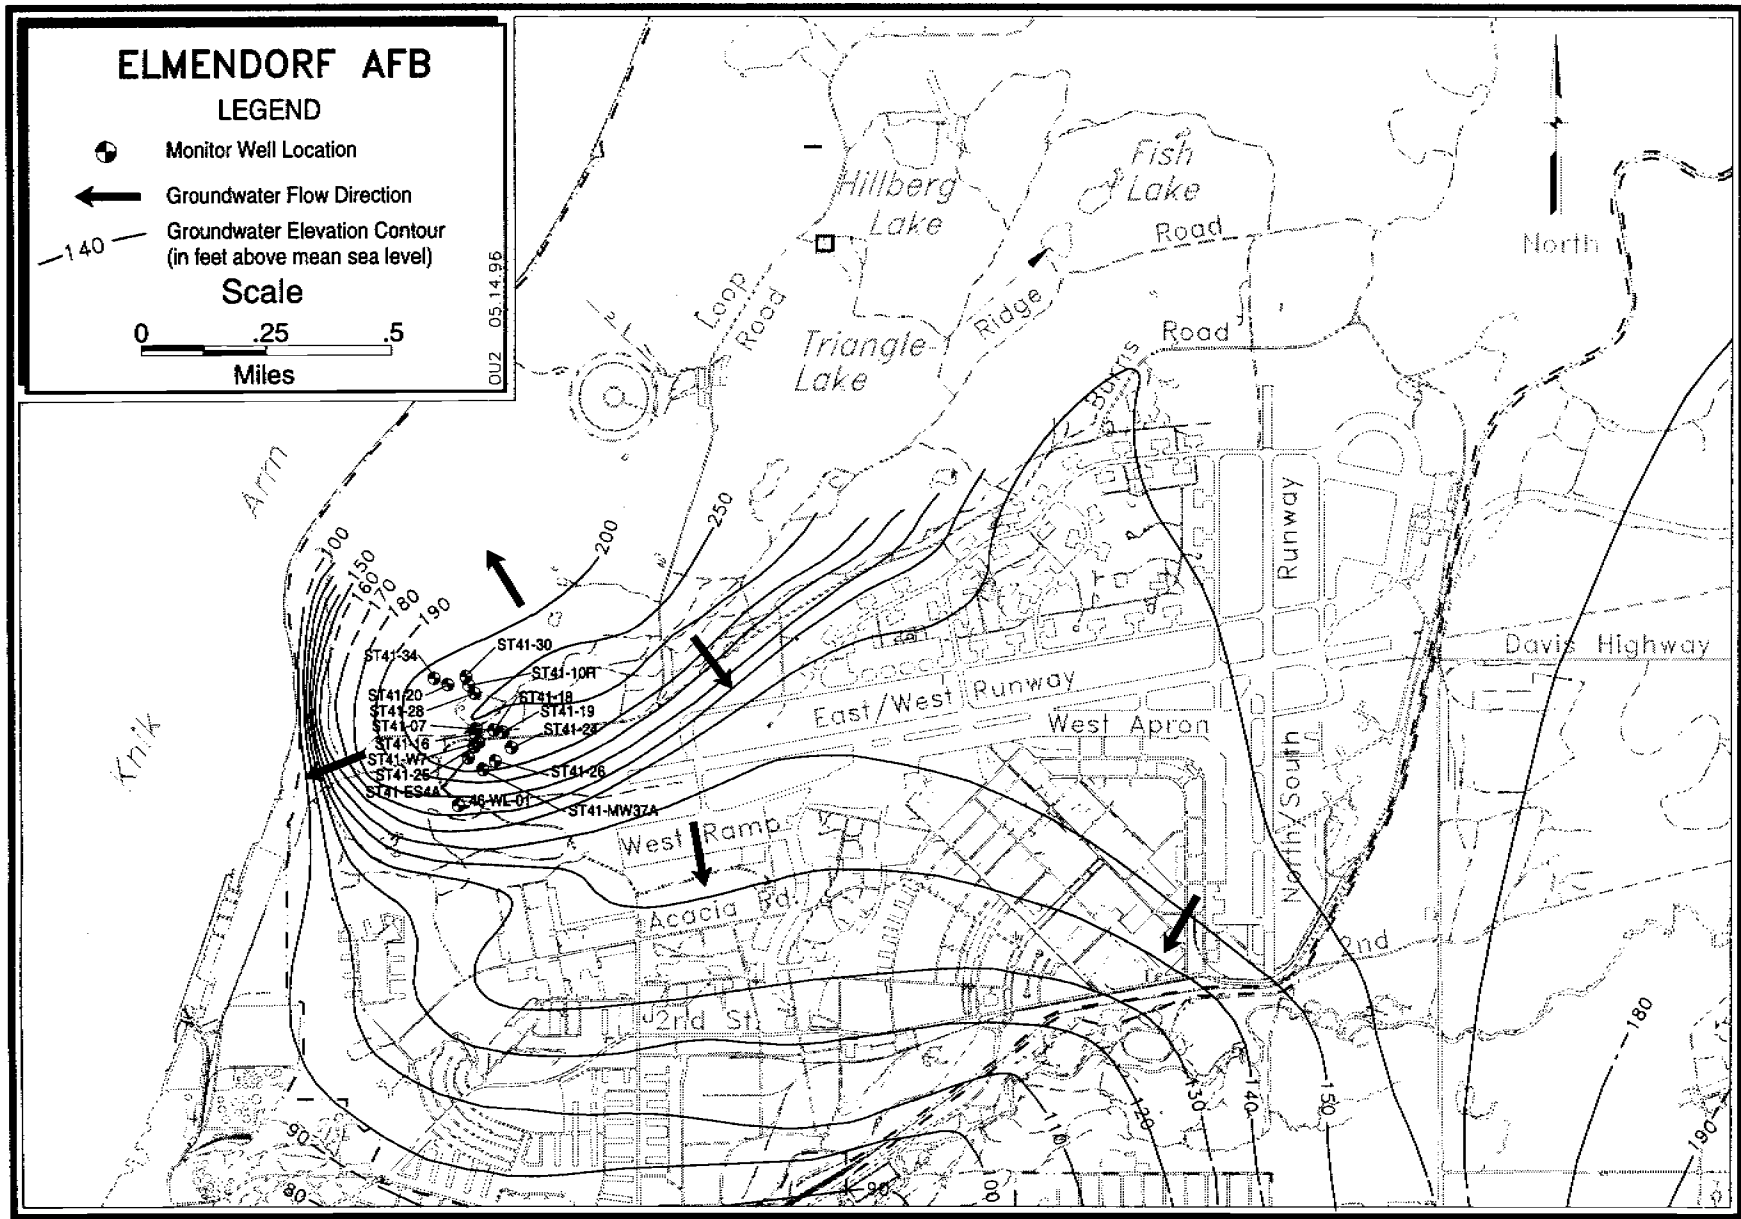 ELMENDORF AFB
LEGEND
Monitor Well Location
Groundwater Flow Direction
140
Groundwater Elevation Contour
(in feet above mean sea level)
Scale
0 .25 .5
Miles
OU2 05.14.96
North
Fish
Lake
Hillberg
Lake
Ridge Road
Loop
Road
Triangle
Lake
Burns Road
Knik Arm
Runway
North/South
Davis Highway
East/West Runway
West Apron
West Ramp
Acacia Rd.
2nd St.
2nd
100
150
160
170
180
190
200
250
ST41-30
ST41-34
ST41-20
ST41-18
ST41-28
ST41-19
ST41-07
ST41-16
ST41-W7
ST41-25
ST41-26
ST41-ES4A
46-WL-01
ST41-MW37A
180
190
150
140
130
120
110
90
80
90